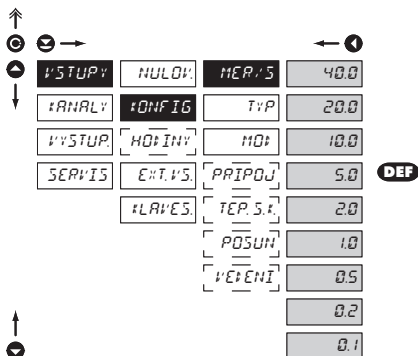 VSTUPY NULOV. MER/S 40.0
KANALY KONFIG TYP 20.0
VYSTUP. HODINY MOD 10.0
SERVIS EXT. VS. PRIPOJ 5.0 DEF
KLAVES. TEP. S.K. 2.0
POSUN 1.0
VEDENI 0.5
0.2
0.1